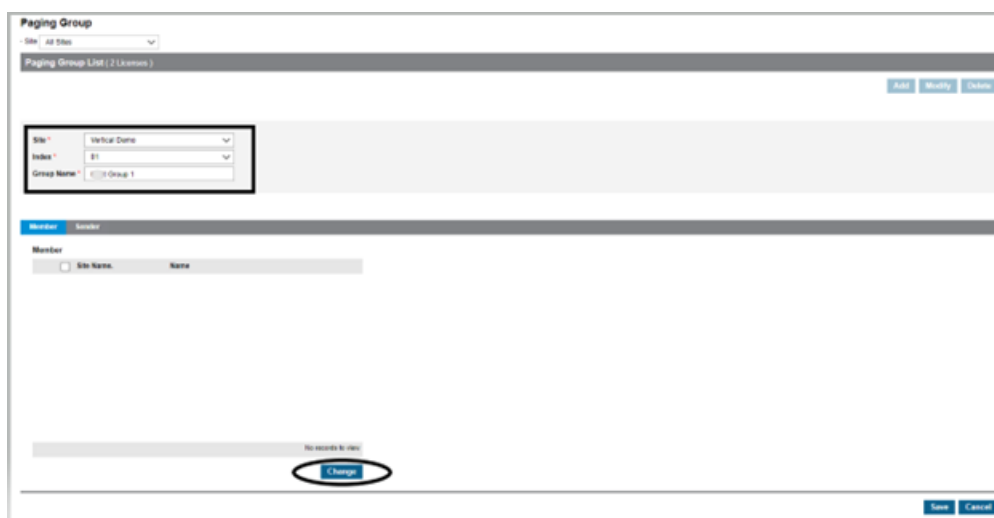 Paging Group
- Site All Sites
Paging Group List ( 2 Licenses )
Add Modify Delete
Site * Vertical Demo
Index * 81
Group Name * Group 1
Member Sender
Member
Site Name. Name
No records to view
Change
Save Cancel